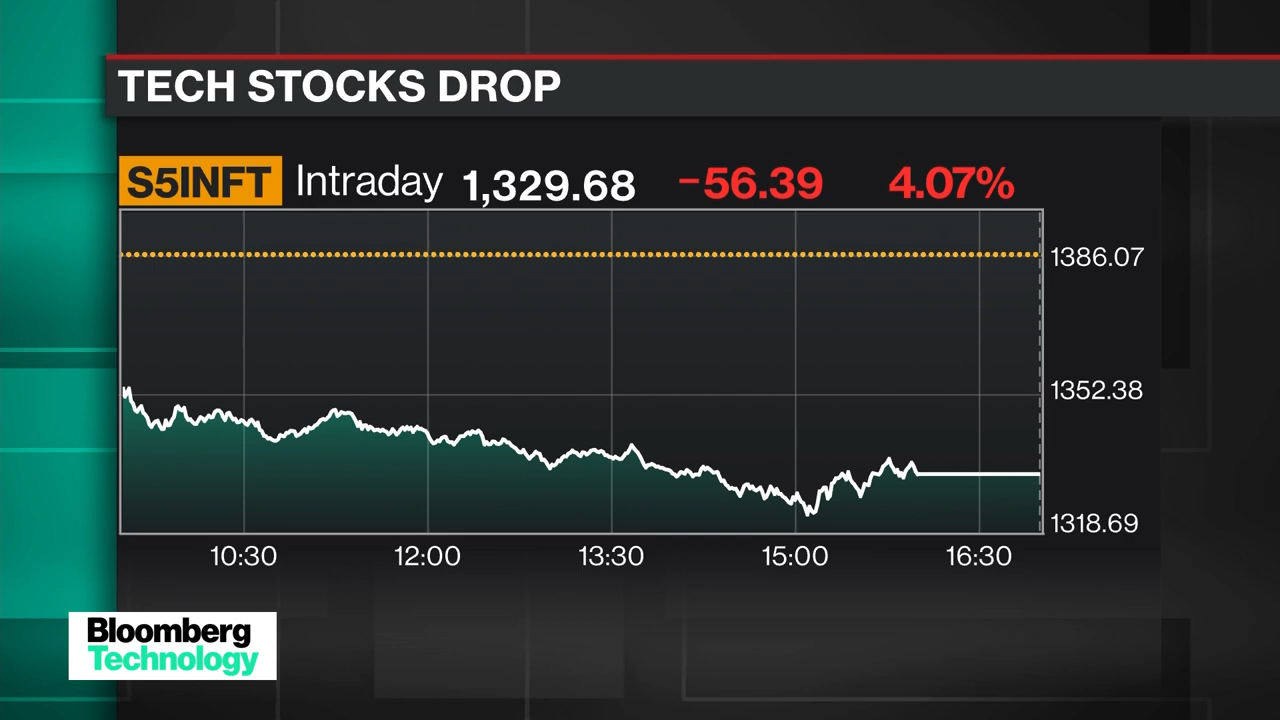 TECH STOCKS DROP
S5INFT Intraday 1,329.68 −56.39 4.07%
1386.07
1352.38
1318.69
10:30 12:00 13:30 15:00 16:30
Bloomberg
Technology